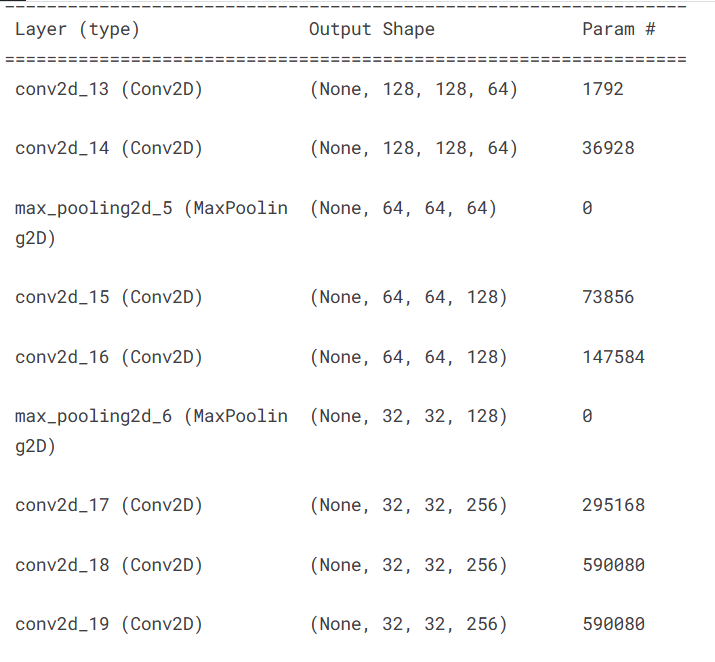 Layer (type) Output Shape Param #
=================================================================
conv2d_13 (Conv2D) (None, 128, 128, 64) 1792
conv2d_14 (Conv2D) (None, 128, 128, 64) 36928
max_pooling2d_5 (MaxPoolin (None, 64, 64, 64) 0
g2D)
conv2d_15 (Conv2D) (None, 64, 64, 128) 73856
conv2d_16 (Conv2D) (None, 64, 64, 128) 147584
max_pooling2d_6 (MaxPoolin (None, 32, 32, 128) 0
g2D)
conv2d_17 (Conv2D) (None, 32, 32, 256) 295168
conv2d_18 (Conv2D) (None, 32, 32, 256) 590080
conv2d_19 (Conv2D) (None, 32, 32, 256) 590080